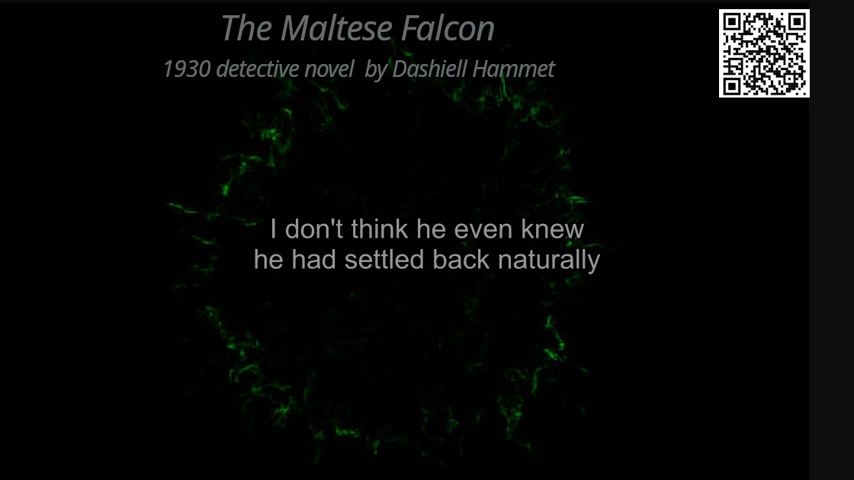 The Maltese Falcon
1930 detective novel by Dashiell Hammet
I don't think he even knew
he had settled back naturally